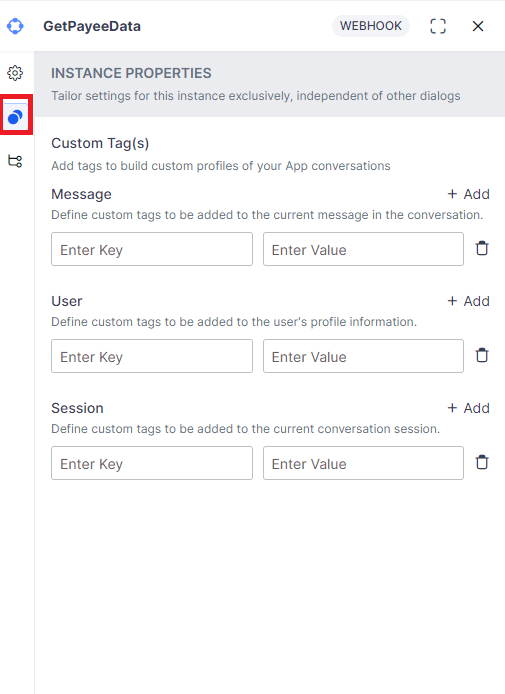 GetPayeeData
WEBHOOK
INSTANCE PROPERTIES
Tailor settings for this instance exclusively, independent of other dialogs
Custom Tag(s)
Add tags to build custom profiles of your App conversations
Message
+ Add
Define custom tags to be added to the current message in the conversation.
Enter Key
Enter Value
User
+ Add
Define custom tags to be added to the user's profile information.
Enter Key
Enter Value
Session
+ Add
Define custom tags to be added to the current conversation session.
Enter Key
Enter Value